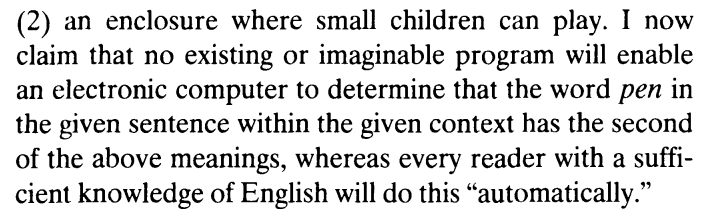 (2) an enclosure where small children can play. I now
claim that no existing or imaginable program will enable
an electronic computer to determine that the word pen in
the given sentence within the given context has the second
of the above meanings, whereas every reader with a suffi-
cient knowledge of English will do this “automatically.”